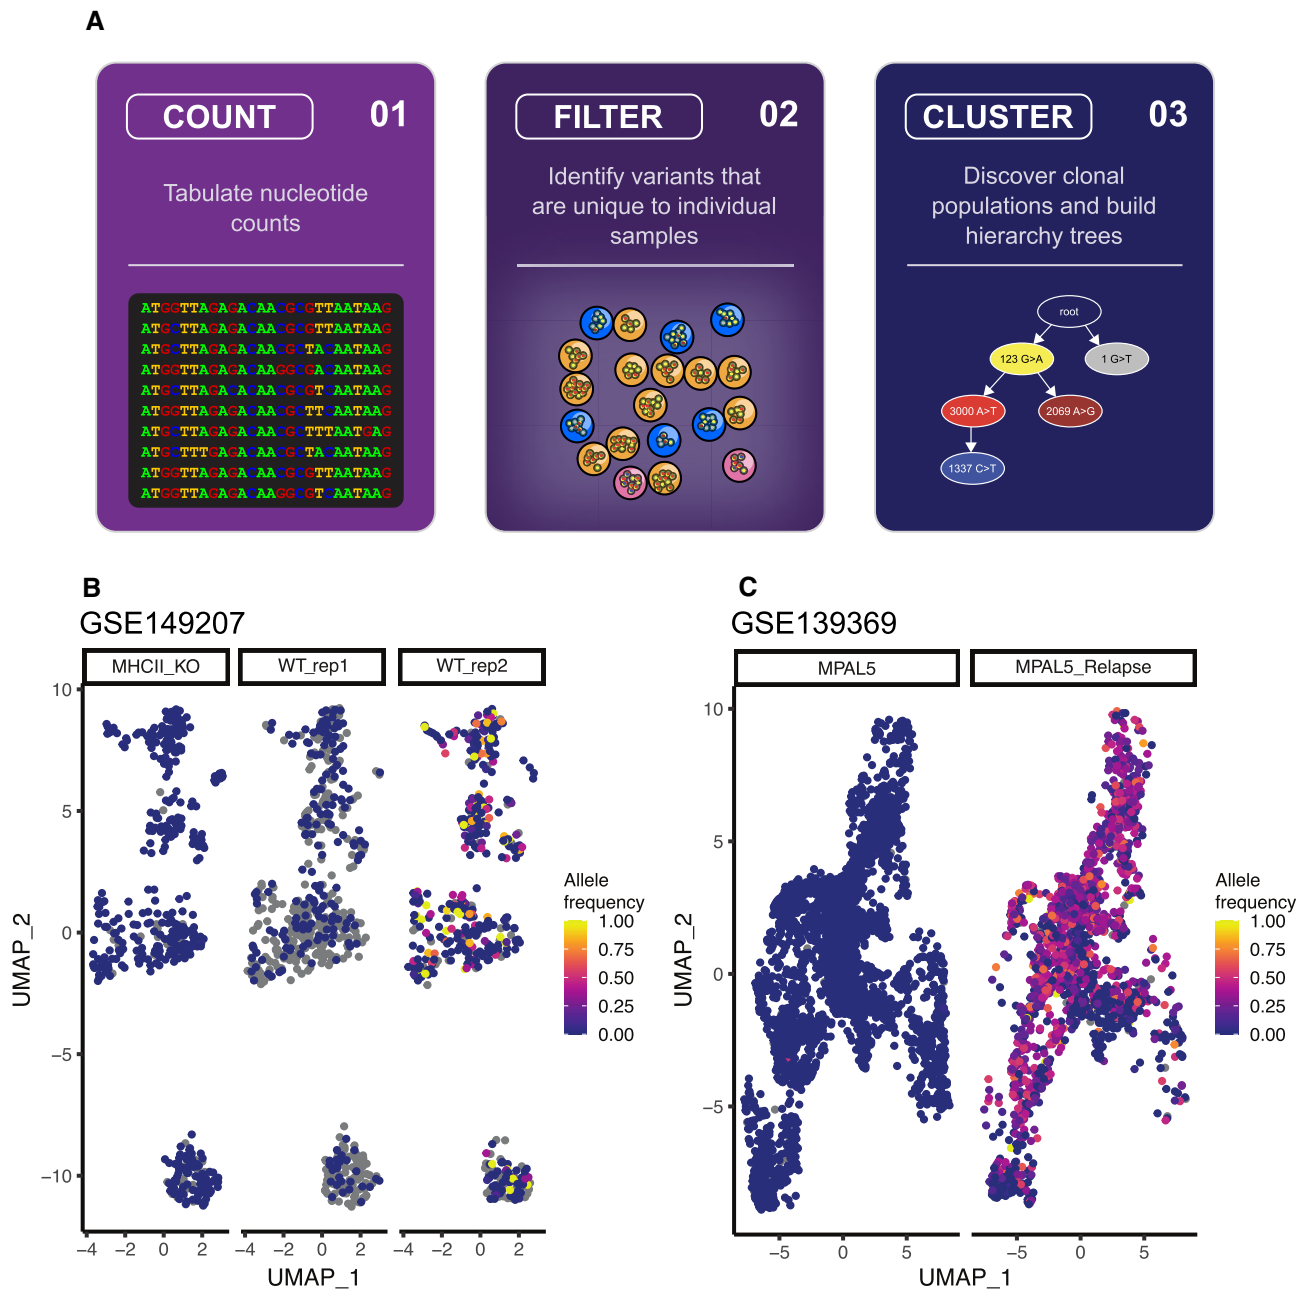 A
COUNT 01
Tabulate nucleotide
counts
FILTER 02
Identify variants that
are unique to individual
samples
CLUSTER 03
Discover clonal
populations and build
hierarchy trees
root
123 G>A
1 G>T
3000 A>T
2069 A>G
1337 C>T
B
GSE149207
MHCII_KO
WT_rep1
WT_rep2
10
5
0
−5
−10
UMAP_2
−4 −2 0 2
−4 −2 0 2
−4 −2 0 2
UMAP_1
Allele
frequency
1.00
0.75
0.50
0.25
0.00
C
GSE139369
MPAL5
MPAL5_Relapse
10
5
0
−5
UMAP_2
−5 0 5
−5 0 5
UMAP_1
Allele
frequency
1.00
0.75
0.50
0.25
0.00